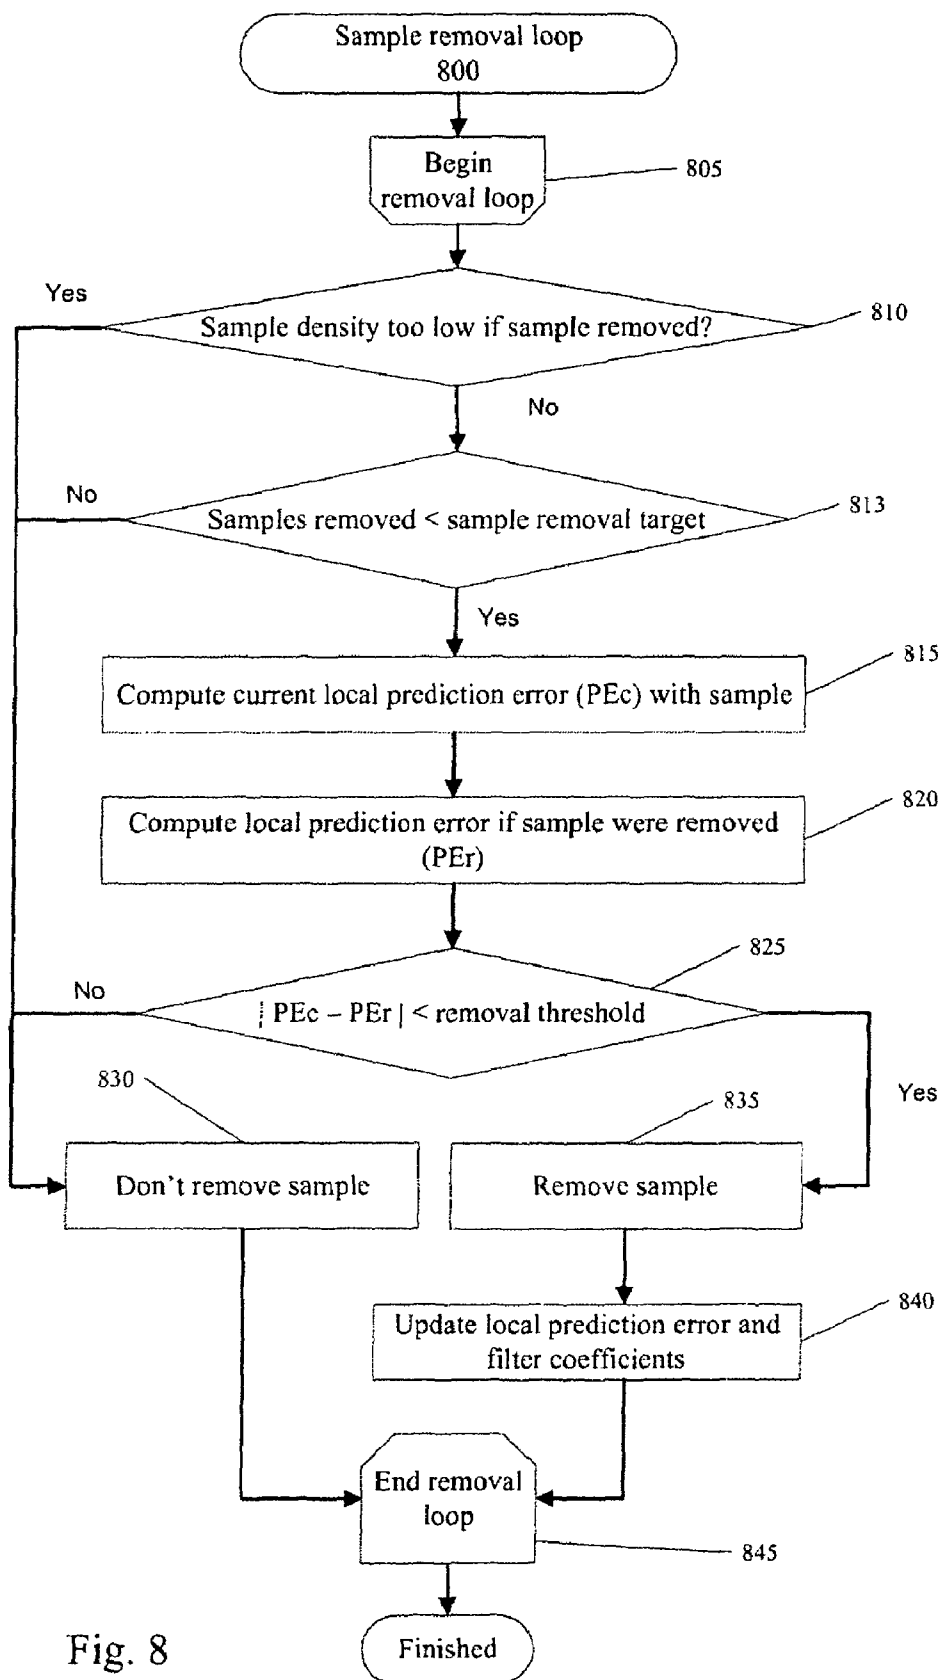 Sample removal loop
800
Begin
removal loop
805
Yes
Sample density too low if sample removed?
810
No
No
Samples removed < sample removal target
813
Yes
815
Compute current local prediction error (PEc) with sample
820
Compute local prediction error if sample were removed
(PEr)
825
No
| PEc – PEr | < removal threshold
830
Yes
835
Don't remove sample
Remove sample
840
Update local prediction error and
filter coefficients
End removal
loop
845
Finished
Fig. 8